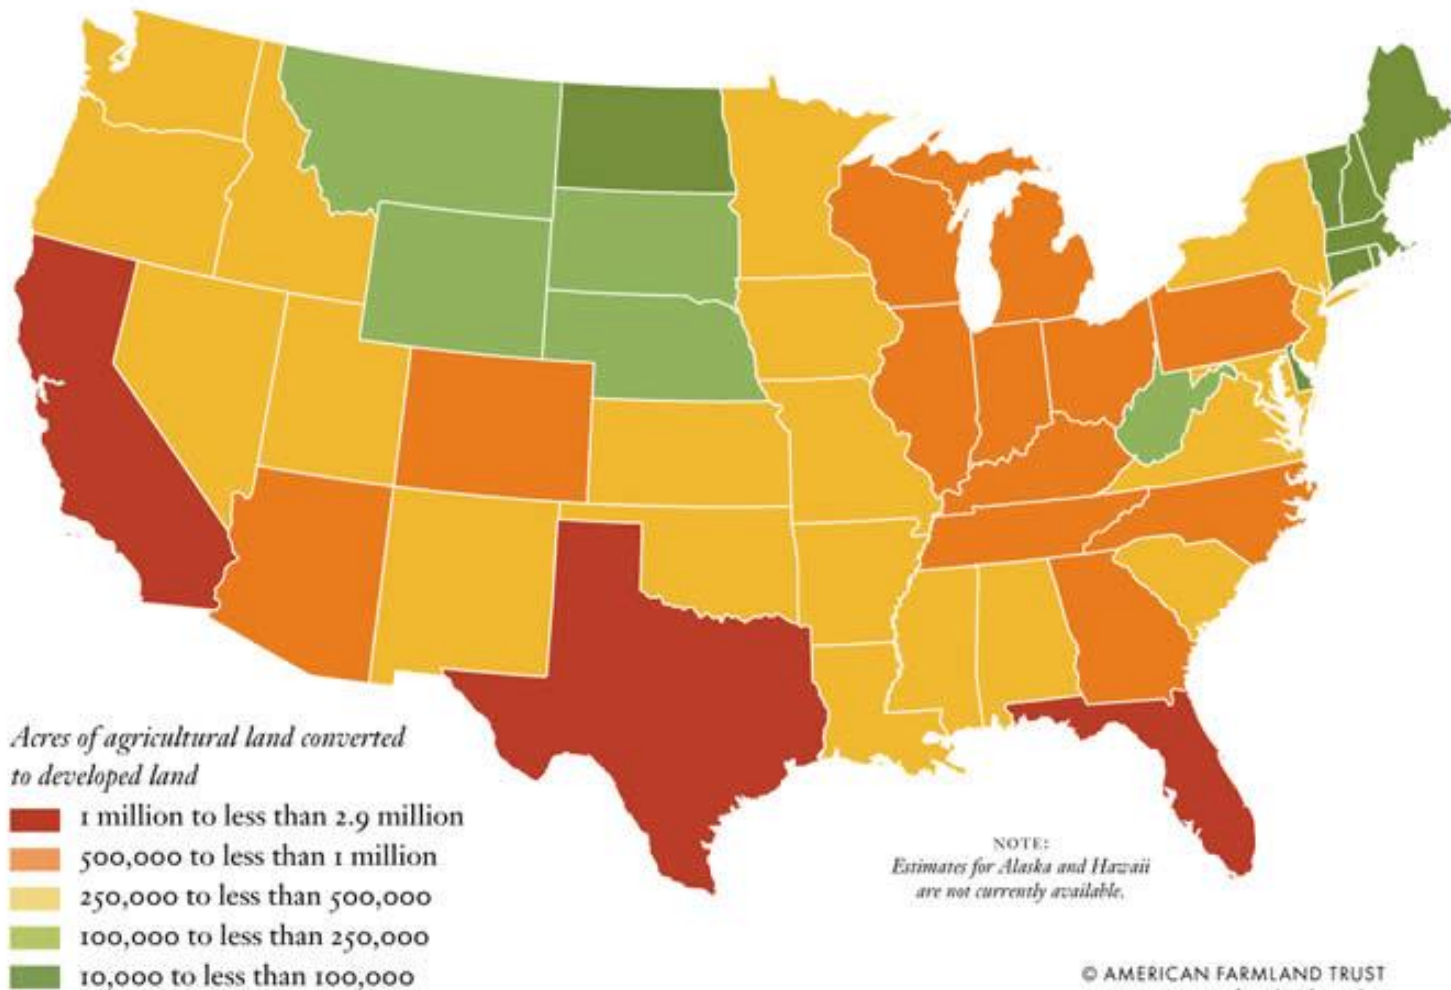 Acres of agricultural land converted
to developed land
1 million to less than 2.9 million
500,000 to less than 1 million
250,000 to less than 500,000
100,000 to less than 250,000
10,000 to less than 100,000
NOTE:
Estimates for Alaska and Hawaii
are not currently available.
© AMERICAN FARMLAND TRUST